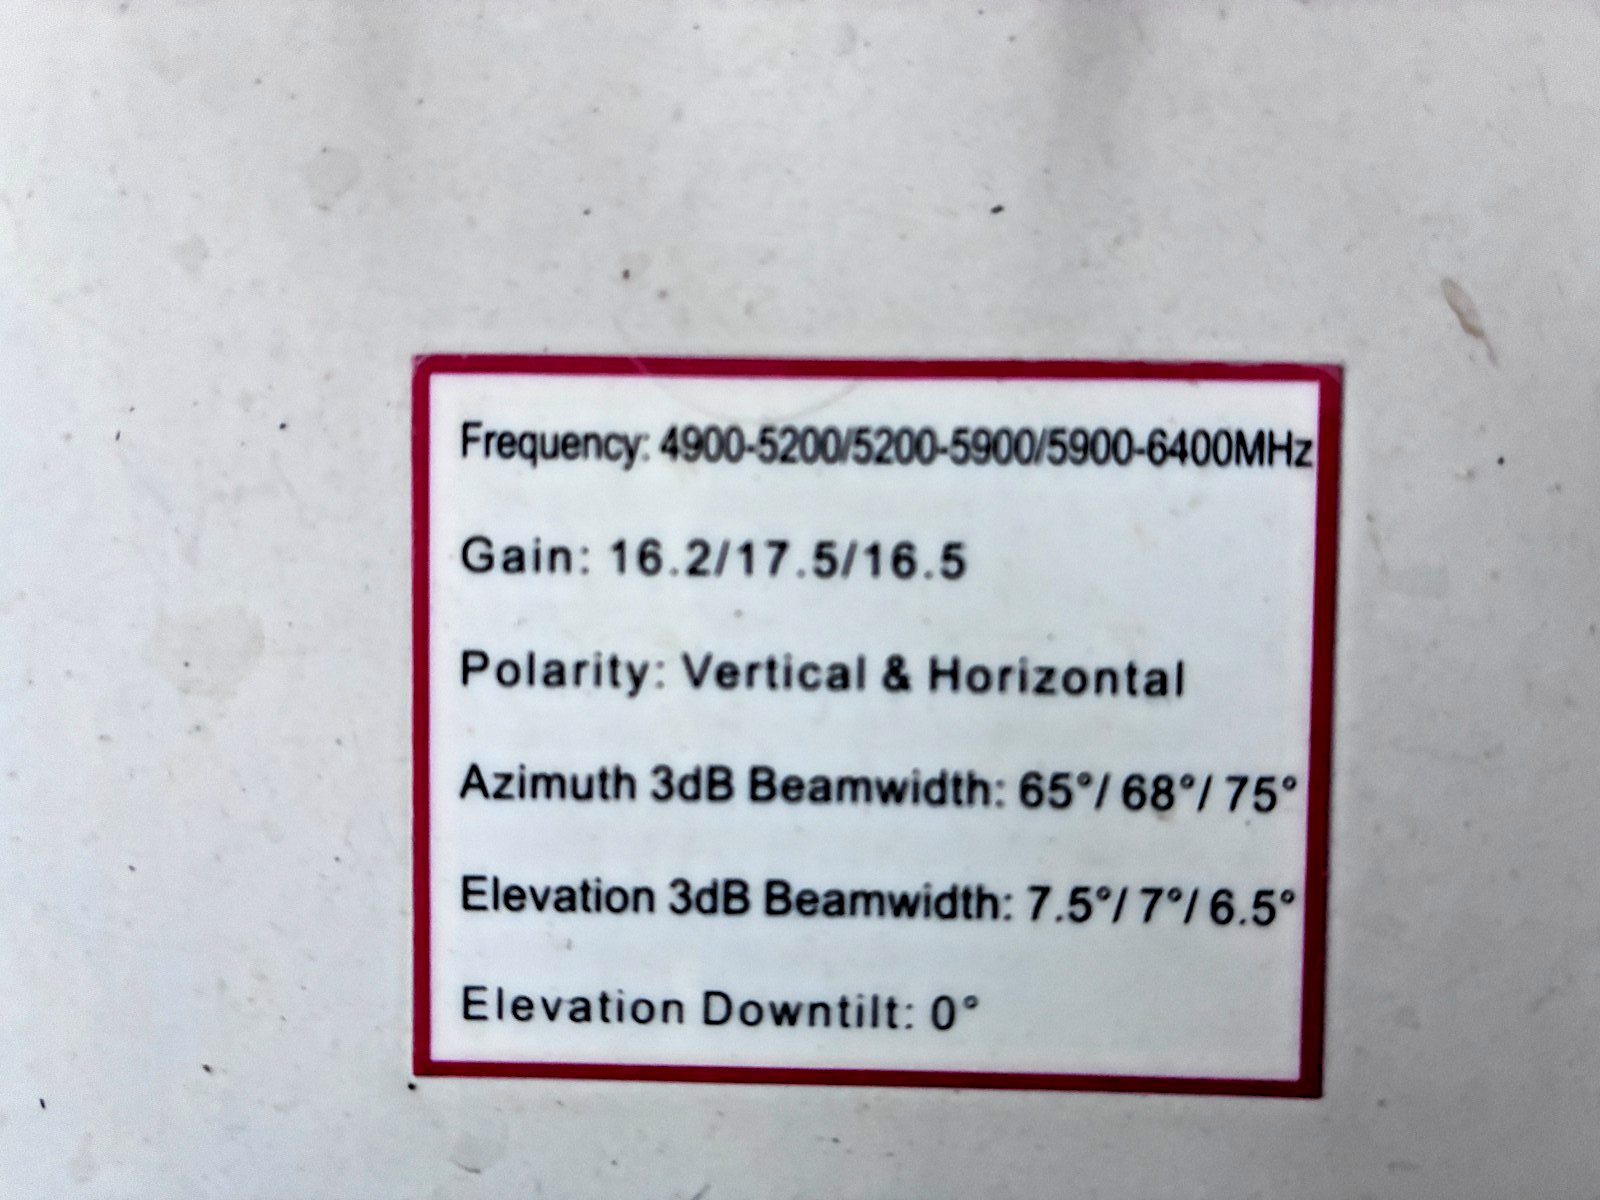 Frequency: 4900-5200/5200-5900/5900-6400MHz
Gain: 16.2/17.5/16.5
Polarity: Vertical & Horizontal
Azimuth 3dB Beamwidth: 65°/ 68°/ 75°
Elevation 3dB Beamwidth: 7.5°/ 7°/ 6.5°
Elevation Downtilt: 0°